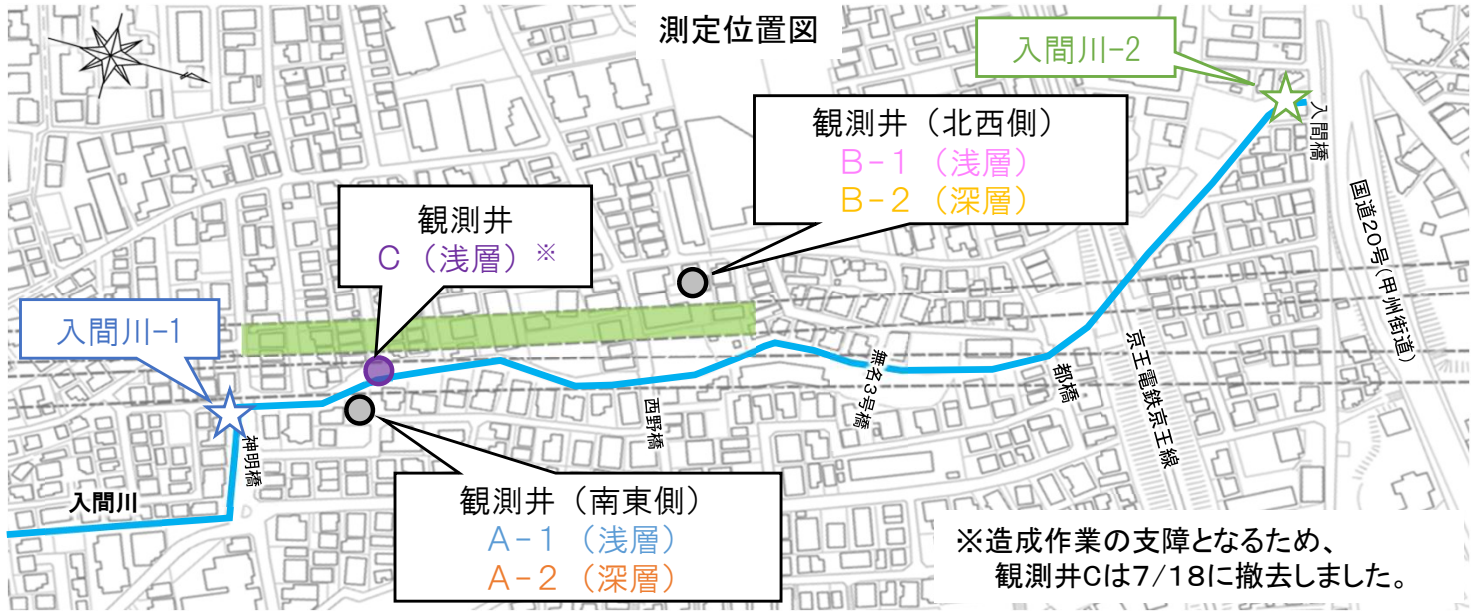 測定位置図
入間川-2
入間橋
観測井（北西側）
B-1（浅層）
B-2（深層）
国道20号(甲州街道)
観測井
C（浅層）※
入間川-1
無名3号橋
都橋
京王電鉄京王線
西野橋
神明橋
入間川
観測井（南東側）
A-1（浅層）
A-2（深層）
※造成作業の支障となるため、
観測井Cは7/18に撤去しました。